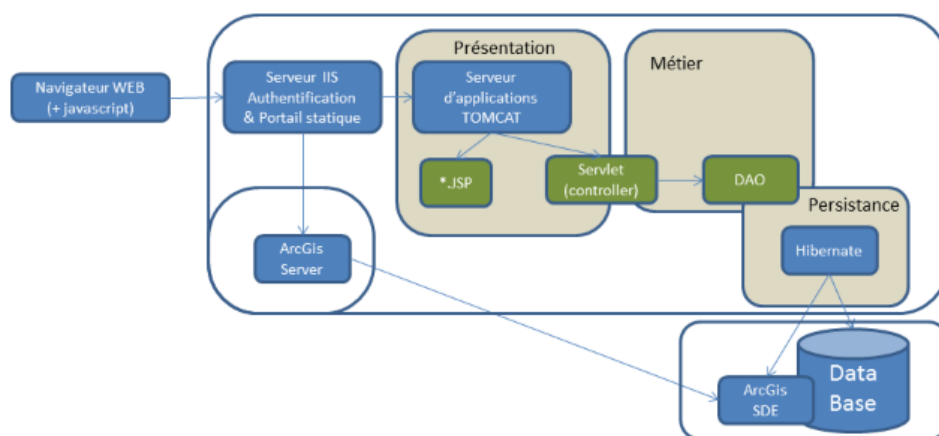 Présentation
Métier
Navigateur WEB
(+ javascript)
Serveur IIS
Authentification
& Portail statique
Serveur
d'applications
TOMCAT
*.JSP
Servlet
(controller)
DAO
Persistance
ArcGis
Server
Hibernate
ArcGis
SDE
Data
Base